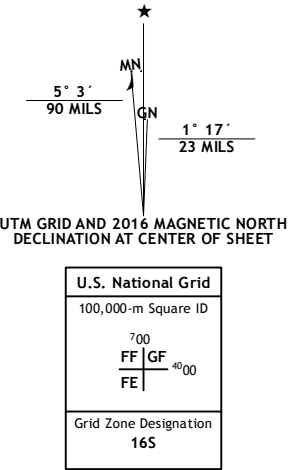 ★
MN
5° 3´
90 MILS
GN
1° 17´
23 MILS
UTM GRID AND 2016 MAGNETIC NORTH
DECLINATION AT CENTER OF SHEET
U.S. National Grid
100,000-m Square ID
⁷00
FF GF
⁴⁰00
FE
Grid Zone Designation
16S